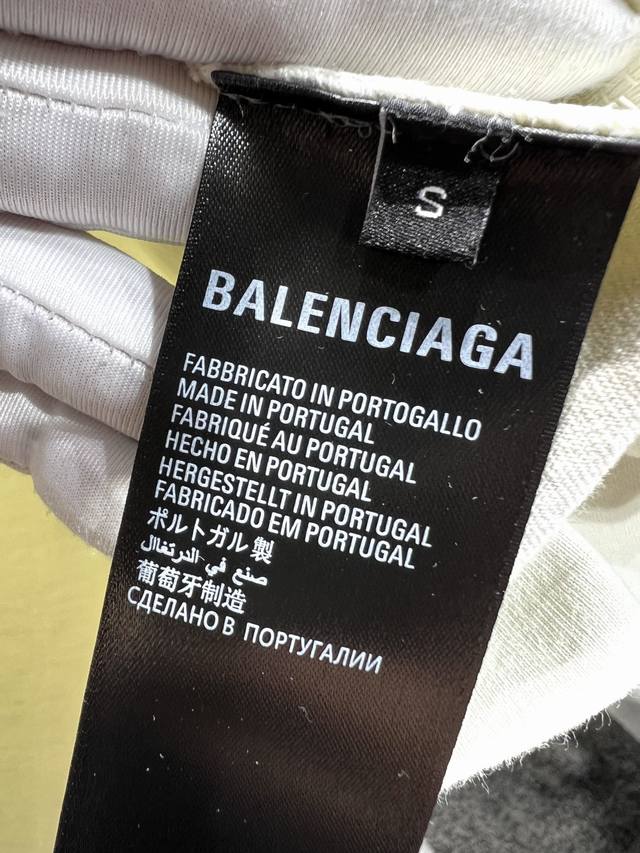 S
BALENCIAGA
FABBRICATO IN PORTOGALLO
MADE IN PORTUGAL
FABRIQUÉ AU PORTUGAL
HECHO EN PORTUGAL
HERGESTELLT IN PORTUGAL
FABRICADO EM PORTUGAL
ポルトガル製
صنع في الدرتغالل
葡萄牙制造
СДЕЛАНО В ПОРТУГАЛИИ